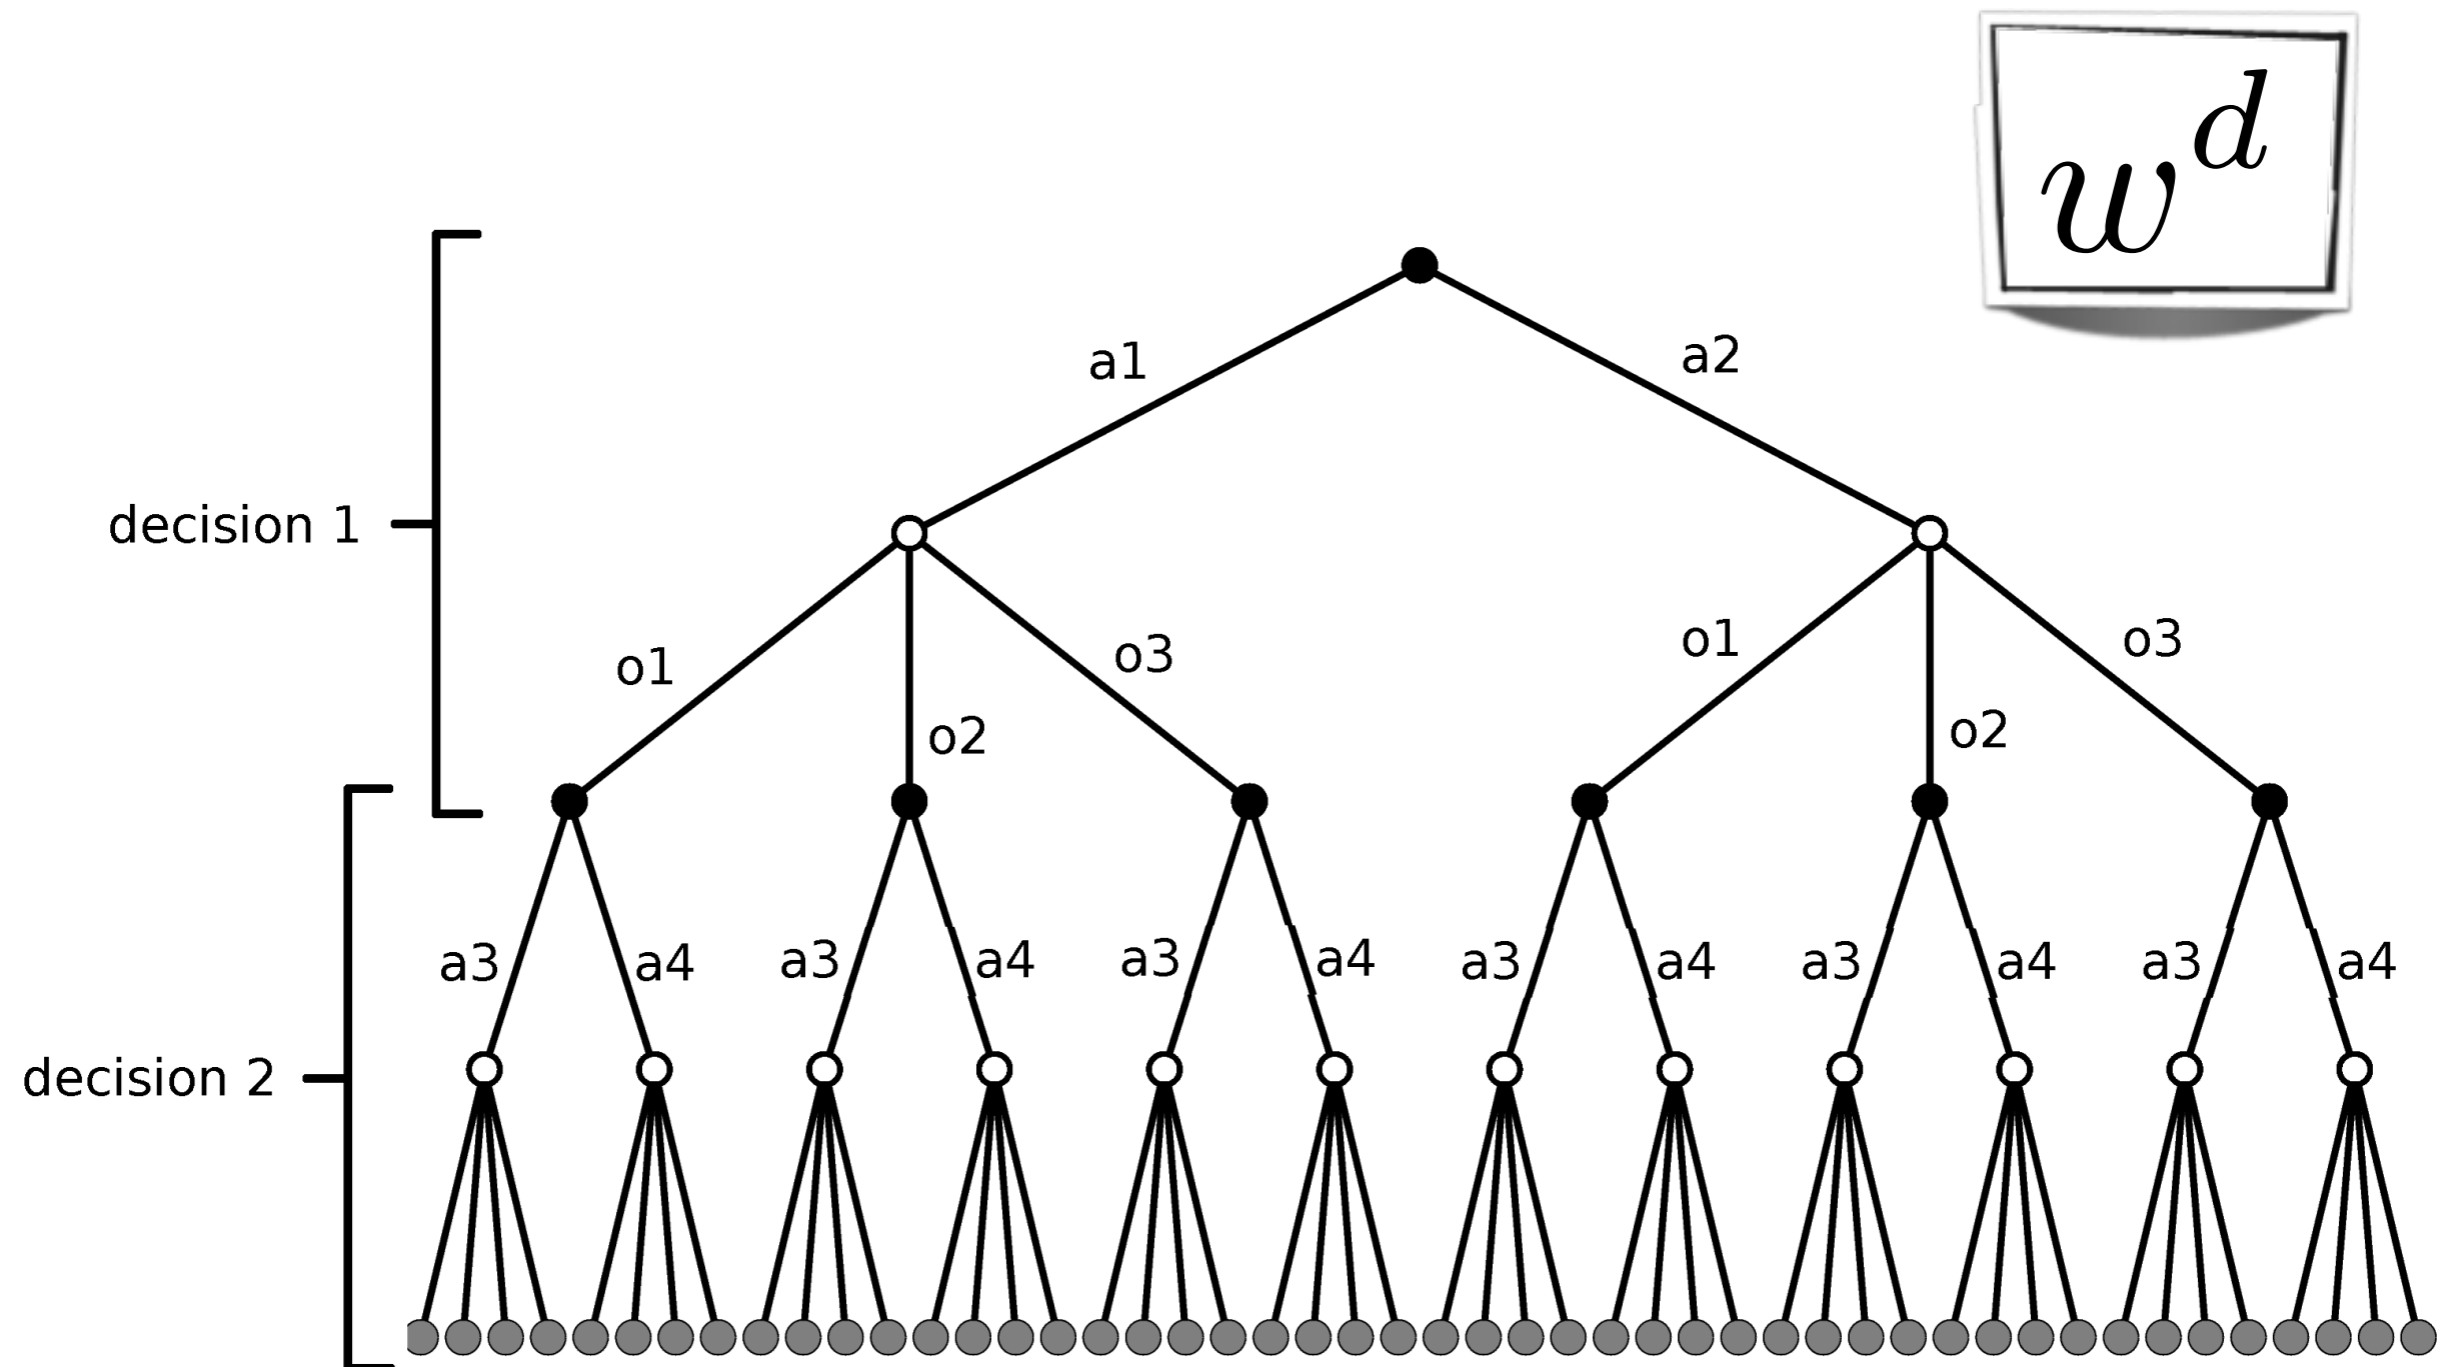 w^d
a1 a2
decision 1
o1 o2 o3 o1 o2 o3
a3 a4 a3 a4 a3 a4 a3 a4 a3 a4 a3 a4
decision 2